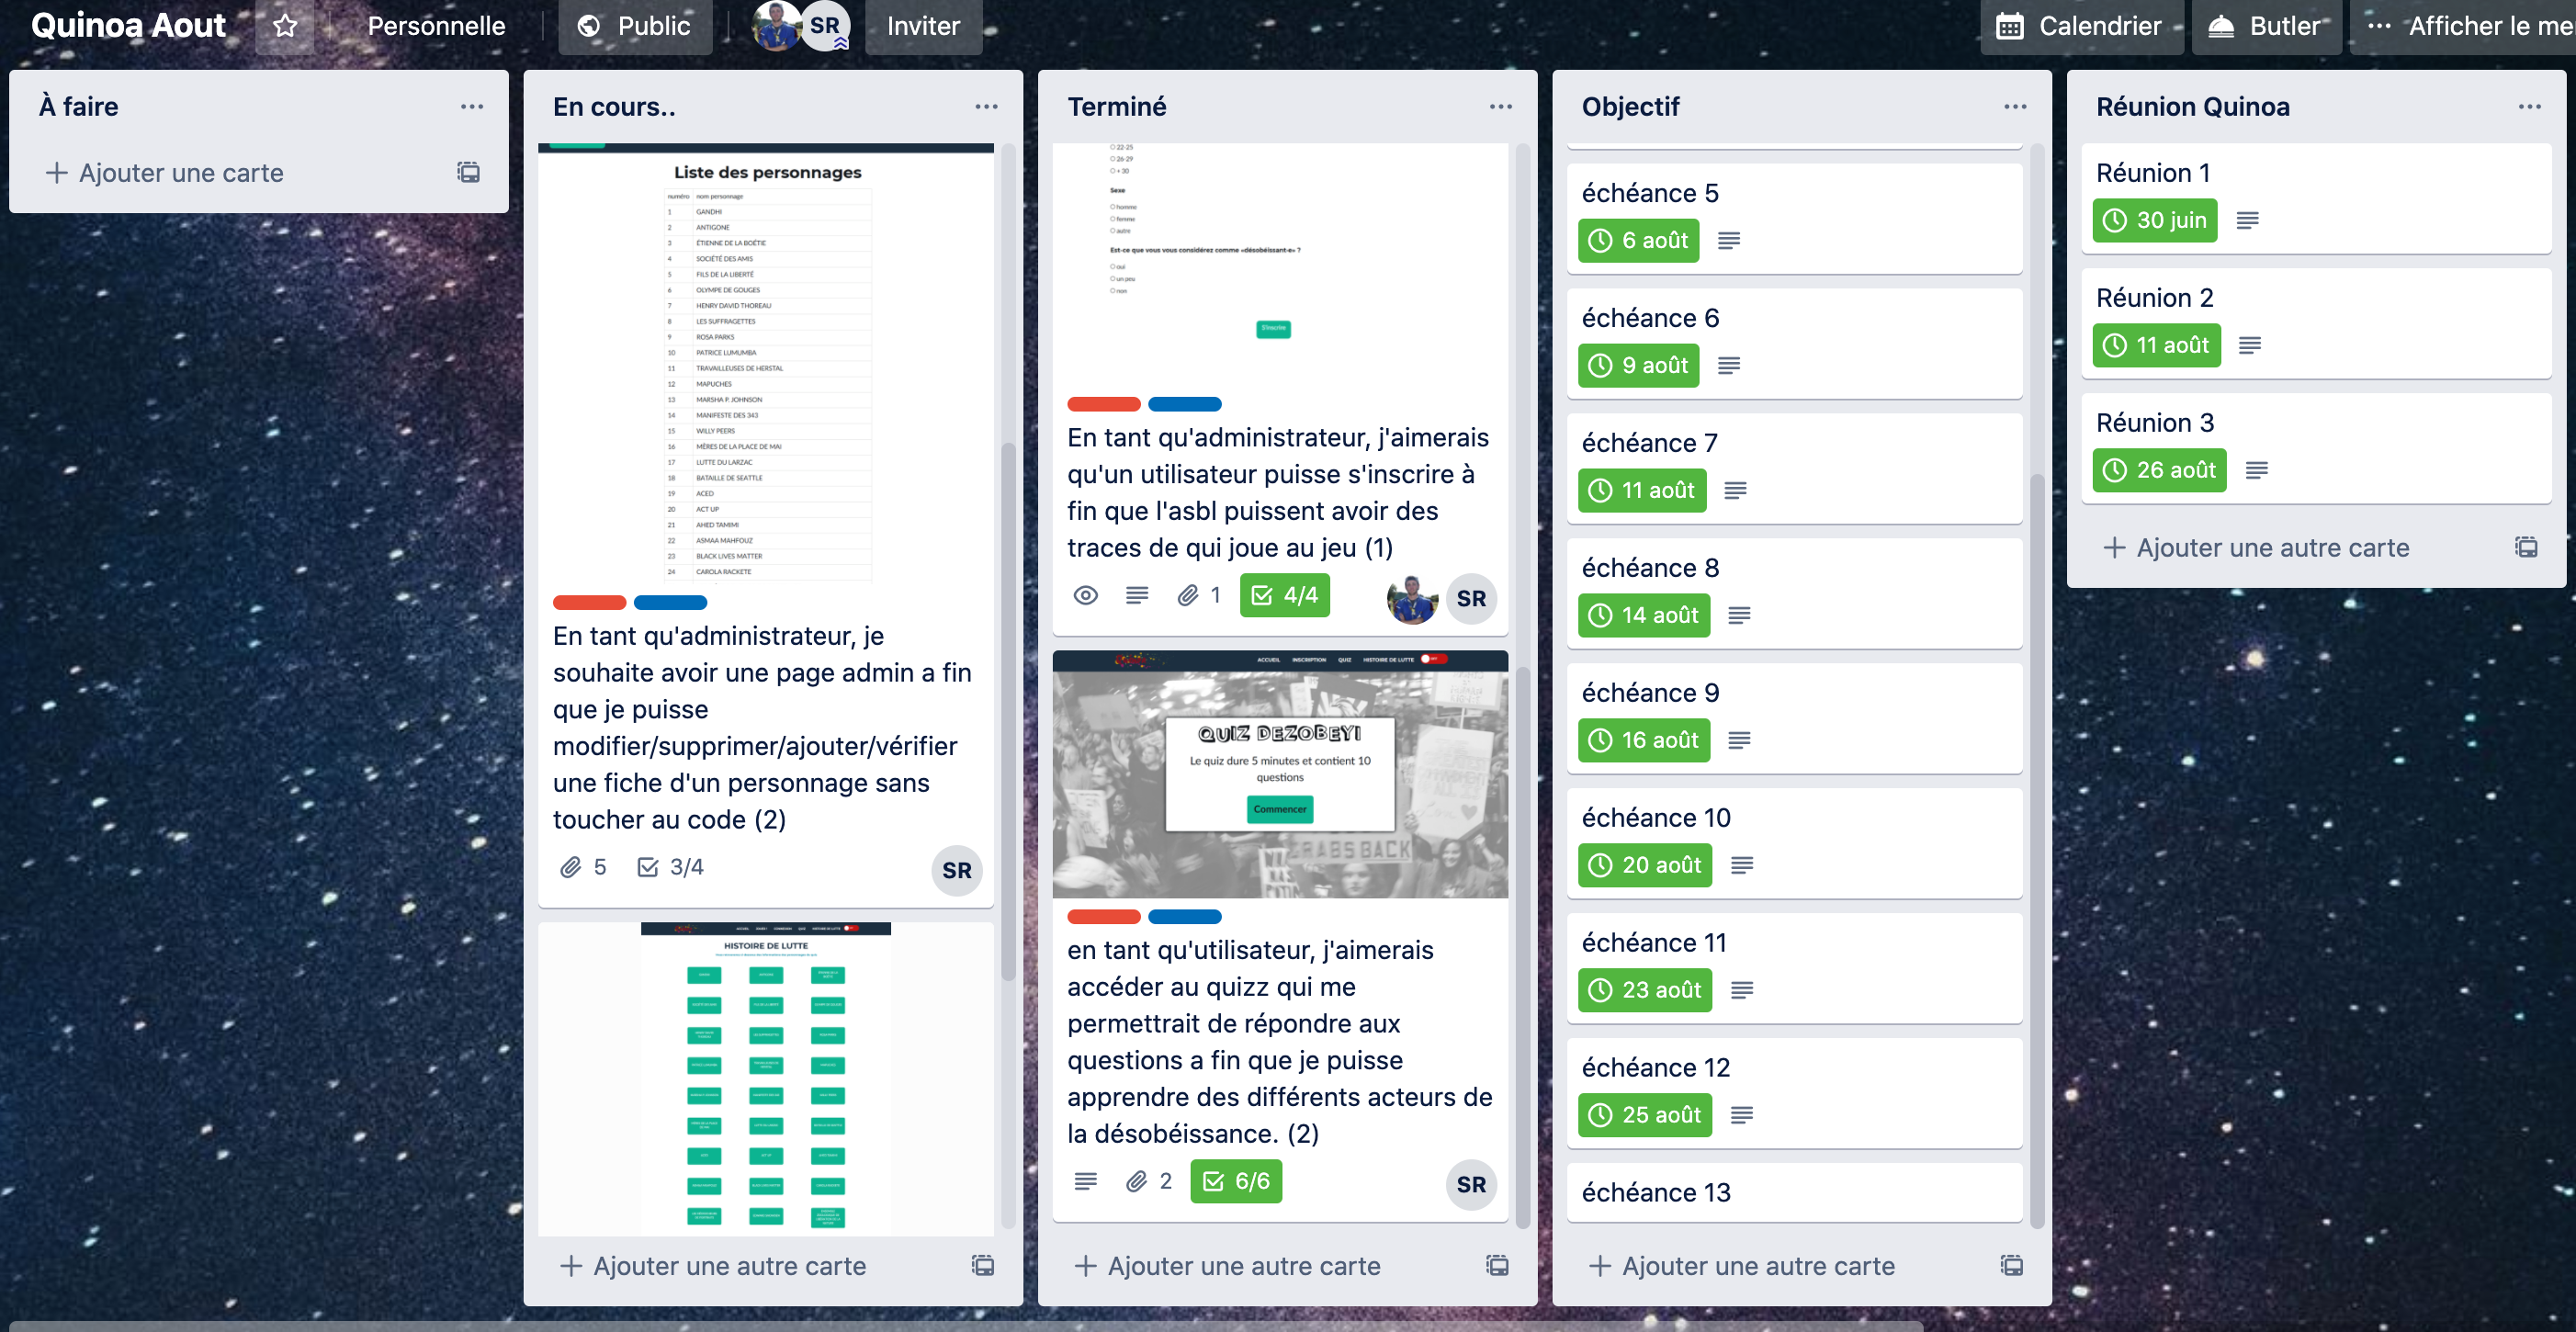 Quinoa Aout
Personnelle
Public
SR
Inviter
Calendrier
Butler
Afficher le me
À faire
Ajouter une carte
En cours..
Liste des personnages
numéro nom personnage
1 GANDHI
2 ANTIGONE
3 ÉTIENNE DE LA BOÉTIE
4 SOCIÉTÉ DES AMIS
5 FILS DE LA LIBERTÉ
6 OLYMPE DE GOUGES
7 HENRY DAVID THOREAU
8 LES SUFFRAGETTES
9 ROSA PARKS
10 PATRICE LUMUMBA
11 TRAVAILLEUSES DE HERSTAL
12 MAPUCHES
13 MARSHA P. JOHNSON
14 MANIFESTE DES 343
15 WILLY PEERS
16 MÈRES DE LA PLACE DE MAI
17 LUTTE DU LARZAC
18 BATAILLE DE SEATTLE
19 ACED
20 ACT UP
21 AHED TAMIMI
22 ASMAA MAHFOUZ
23 BLACK LIVES MATTER
24 CAROLA RACKETE
En tant qu'administrateur, je
souhaite avoir une page admin a fin
que je puisse
modifier/supprimer/ajouter/vérifier
une fiche d'un personnage sans
toucher au code (2)
5
3/4
SR
HISTOIRE DE LUTTE
Ajouter une autre carte
Terminé
22-25
26-29
+ 30
Sexe
homme
femme
autre
Est-ce que vous vous considérez comme «désobéissant·e» ?
oui
un peu
non
S'inscrire
En tant qu'administrateur, j'aimerais
qu'un utilisateur puisse s'inscrire à
fin que l'asbl puissent avoir des
traces de qui joue au jeu (1)
1
4/4
SR
ACCUEIL INSCRIPTION QUIZ HISTOIRE DE LUTTE
QUIZ DEZOBEYI
Le quiz dure 5 minutes et contient 10
questions
Commencer
GRABS BACK
en tant qu'utilisateur, j'aimerais
accéder au quizz qui me
permettrait de répondre aux
questions a fin que je puisse
apprendre des différents acteurs de
la désobéissance. (2)
2
6/6
SR
Ajouter une autre carte
Objectif
échéance 5
6 août
échéance 6
9 août
échéance 7
11 août
échéance 8
14 août
échéance 9
16 août
échéance 10
20 août
échéance 11
23 août
échéance 12
25 août
échéance 13
Ajouter une autre carte
Réunion Quinoa
Réunion 1
30 juin
Réunion 2
11 août
Réunion 3
26 août
Ajouter une autre carte